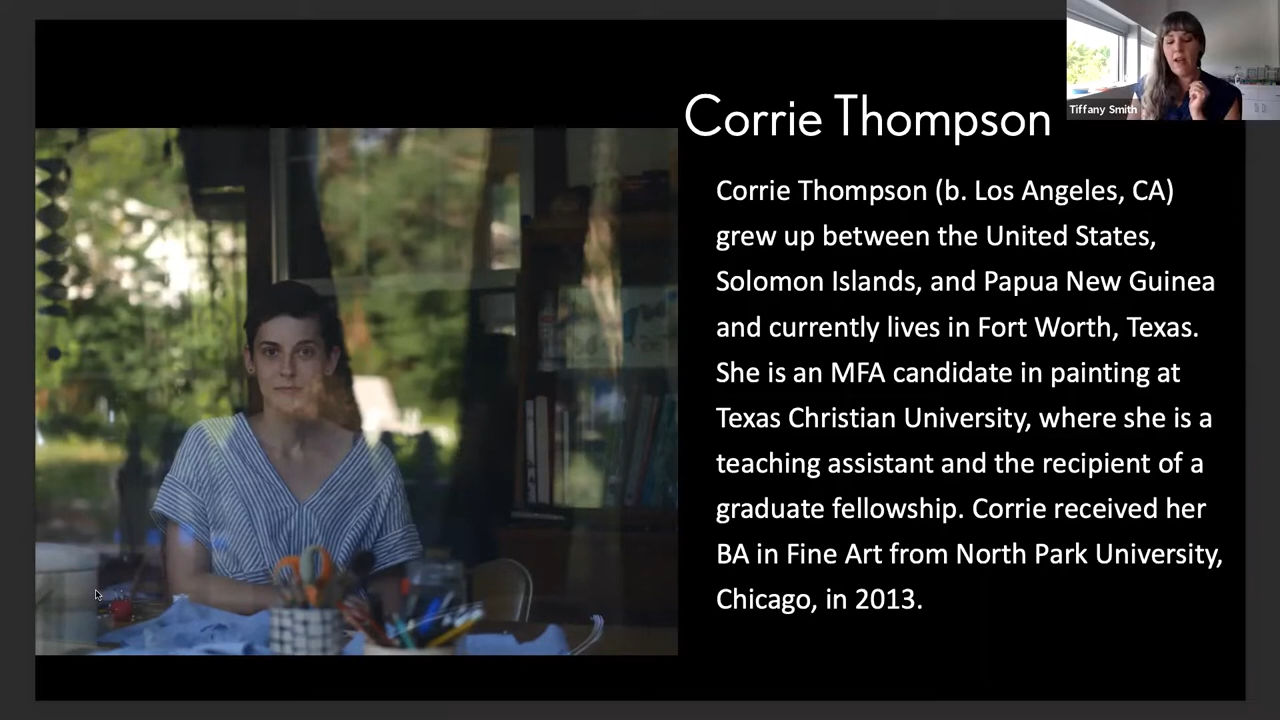 Corrie Thompson
Tiffany Smith
Corrie Thompson (b. Los Angeles, CA)
grew up between the United States,
Solomon Islands, and Papua New Guinea
and currently lives in Fort Worth, Texas.
She is an MFA candidate in painting at
Texas Christian University, where she is a
teaching assistant and the recipient of a
graduate fellowship. Corrie received her
BA in Fine Art from North Park University,
Chicago, in 2013.